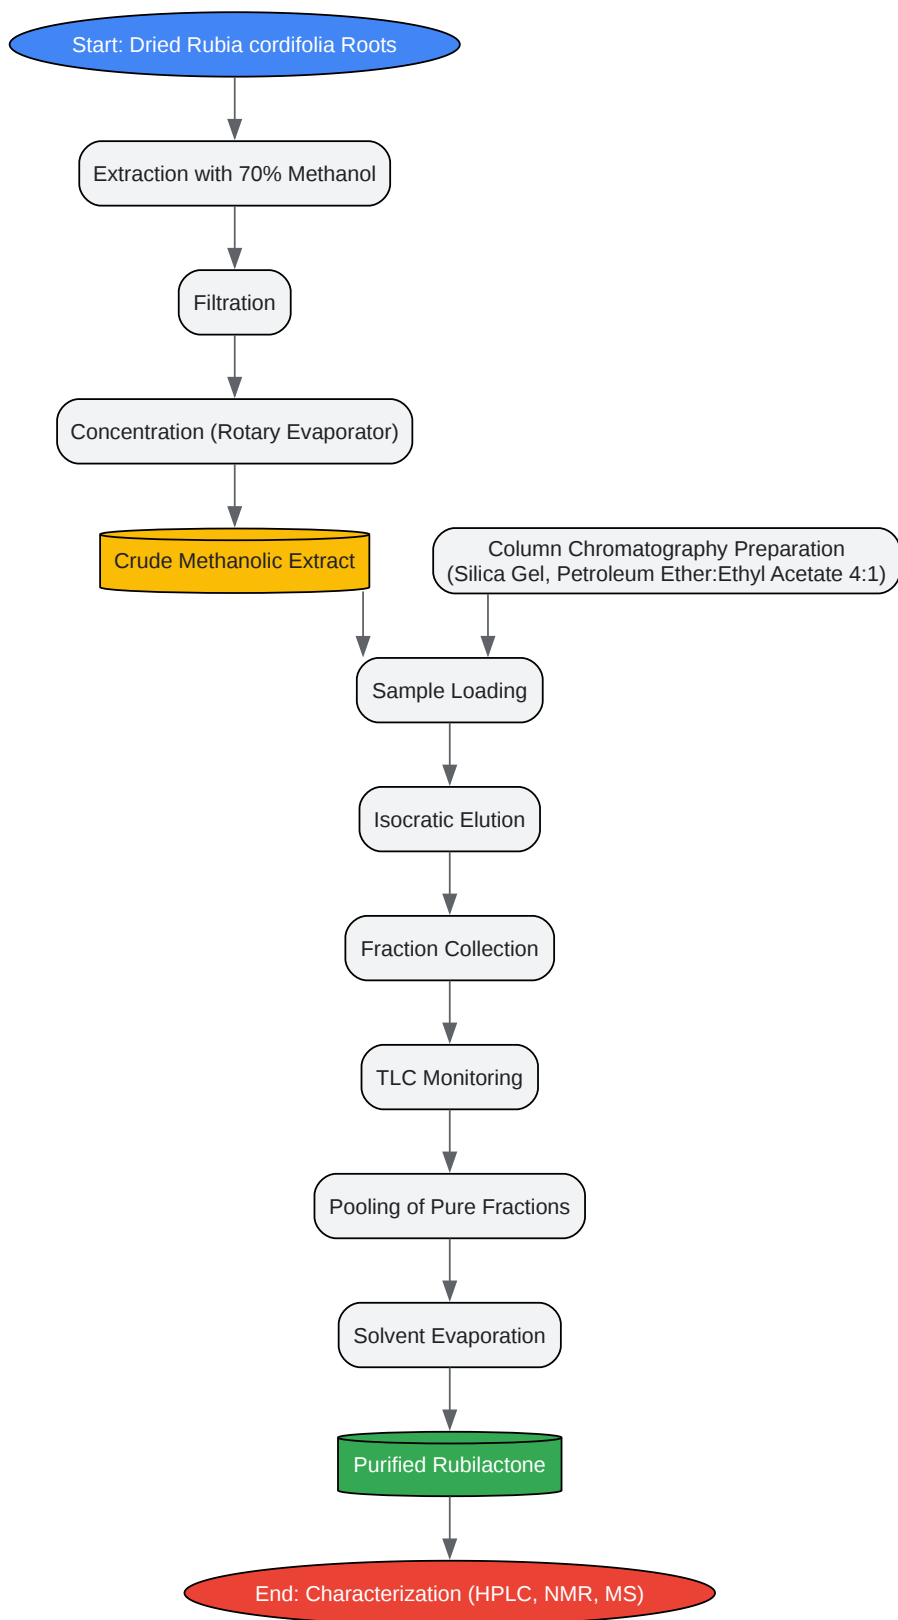 Start: Dried Rubia cordifolia Roots
Extraction with 70% Methanol
Filtration
Concentration (Rotary Evaporator)
Crude Methanolic Extract
Column Chromatography Preparation
(Silica Gel, Petroleum Ether:Ethyl Acetate 4:1)
Sample Loading
Isocratic Elution
Fraction Collection
TLC Monitoring
Pooling of Pure Fractions
Solvent Evaporation
Purified Rubilactone
End: Characterization (HPLC, NMR, MS)